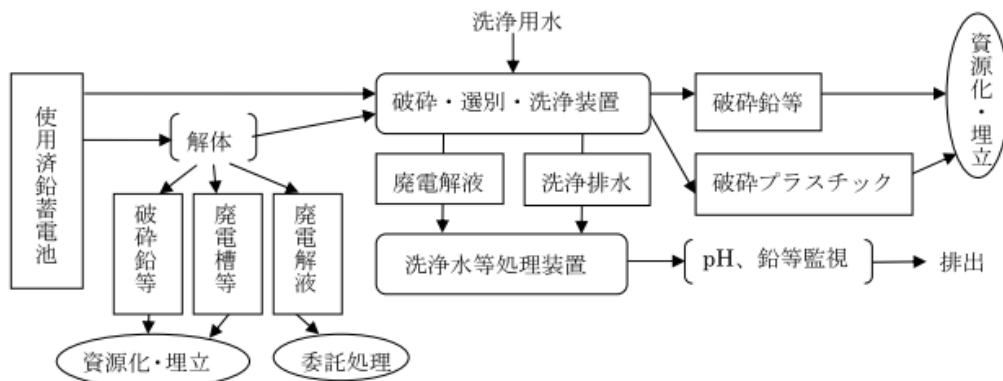 洗浄用水
使用済鉛蓄電池
解体
破砕・選別・洗浄装置
破砕鉛等
資源化・埋立
廃電解液
洗浄排水
破砕プラスチック
破砕鉛等
廃電槽等
廃電解液
洗浄水等処理装置
pH、鉛等監視
排出
資源化・埋立
委託処理